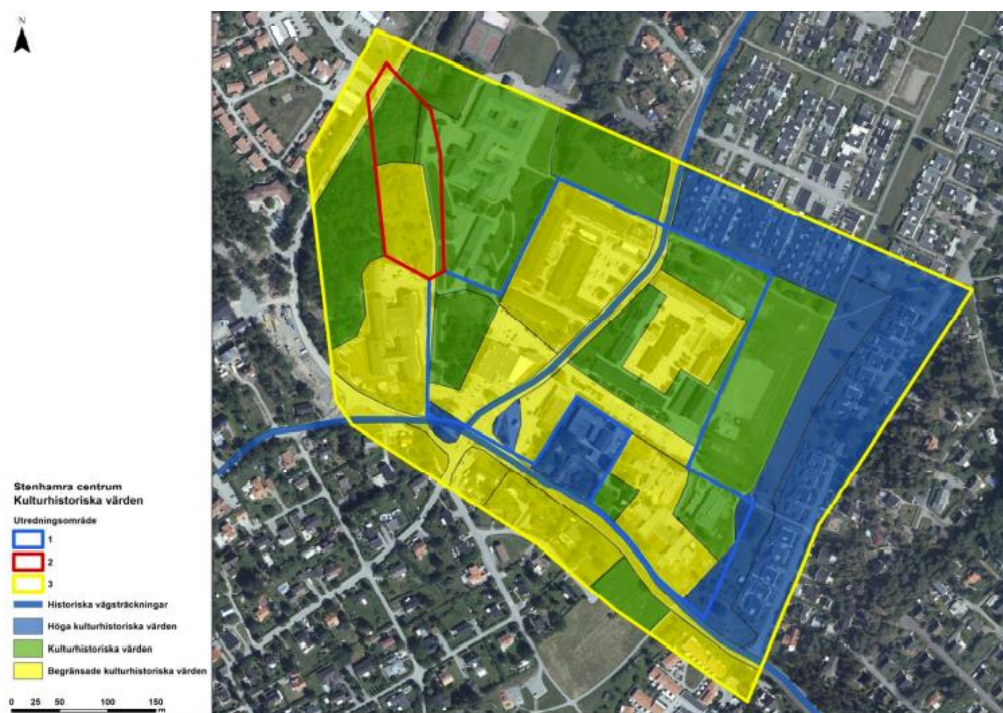 N
Stenhamra centrum
Kulturhistoriska värden
Utredningsområde
1
2
3
Historiska vägsträckningar
Höga kulturhistoriska värden
Kulturhistoriska värden
Begränsade kulturhistoriska värden
0 25 50 100 150
m